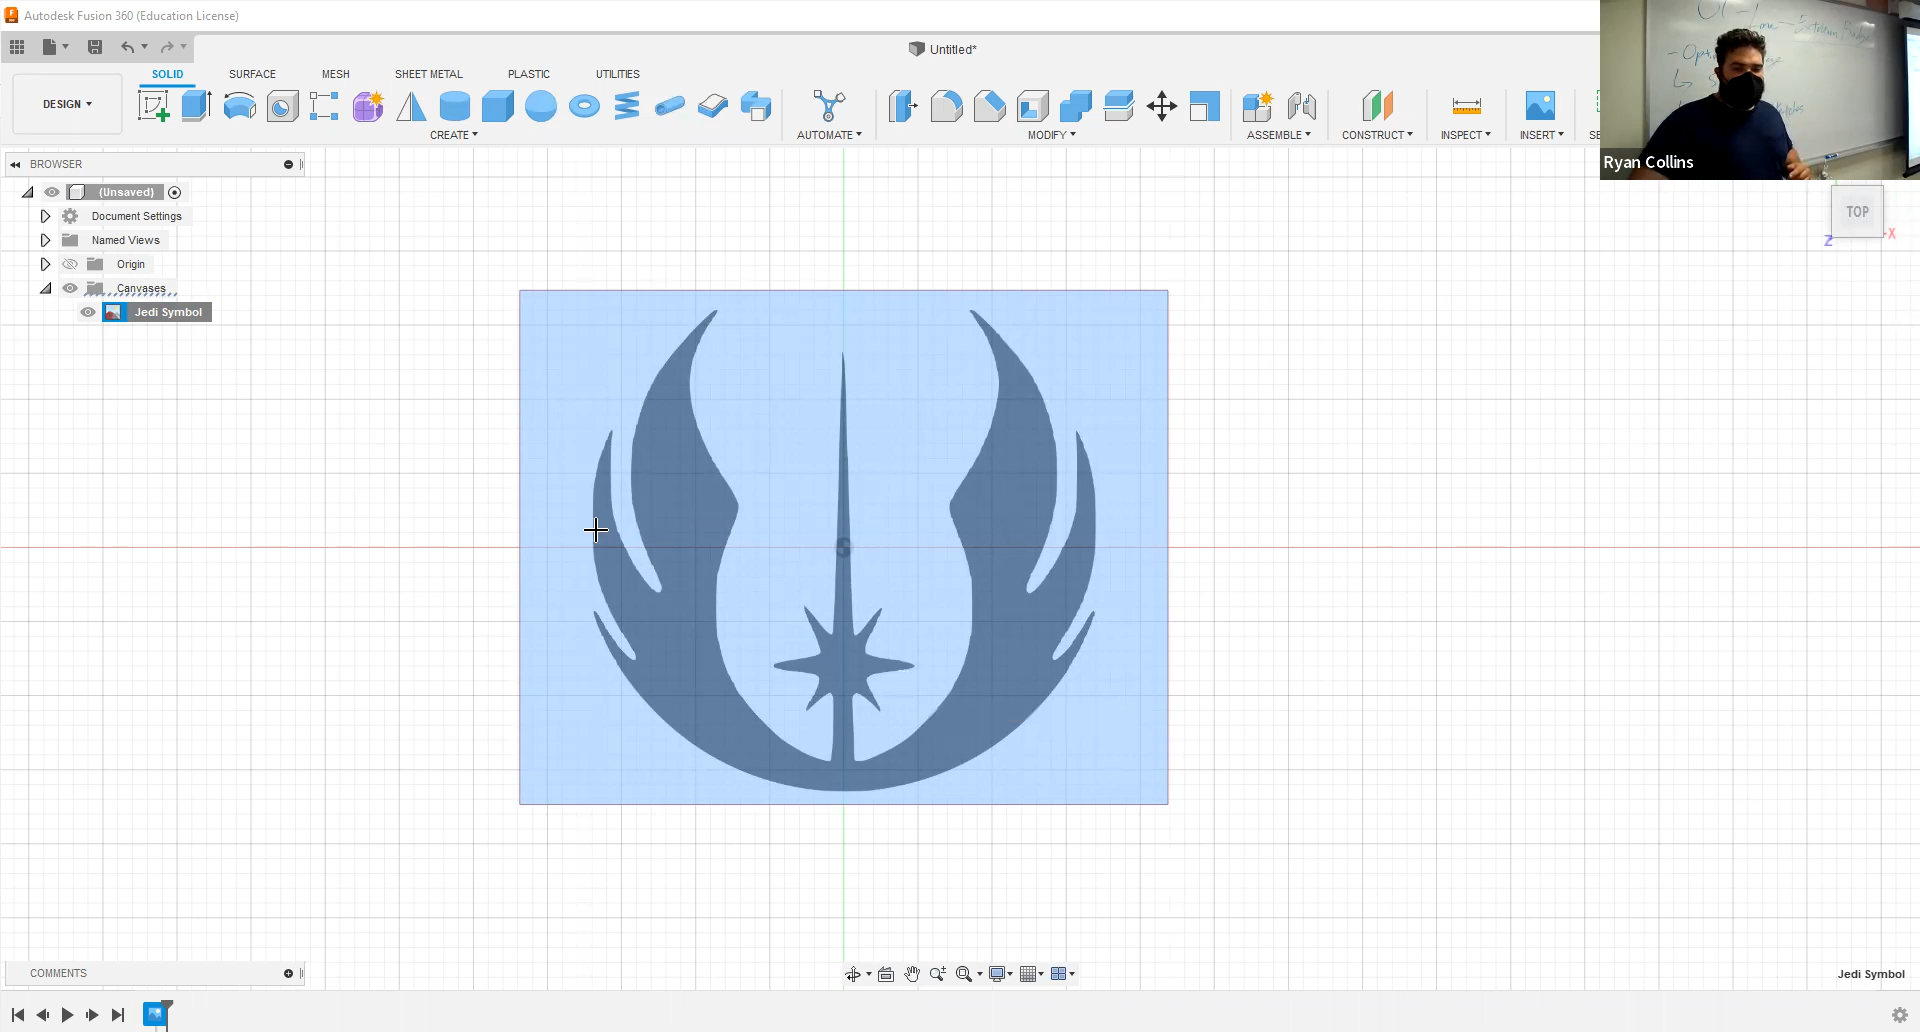 Autodesk Fusion 360 (Education License)
Untitled*
SOLID SURFACE MESH SHEET METAL PLASTIC UTILITIES
DESIGN
CREATE AUTOMATE MODIFY ASSEMBLE CONSTRUCT INSPECT INSERT SE
Ryan Collins
BROWSER
(Unsaved)
Document Settings
Named Views
Origin
Canvases
Jedi Symbol
TOP
Z
X
COMMENTS
Jedi Symbol